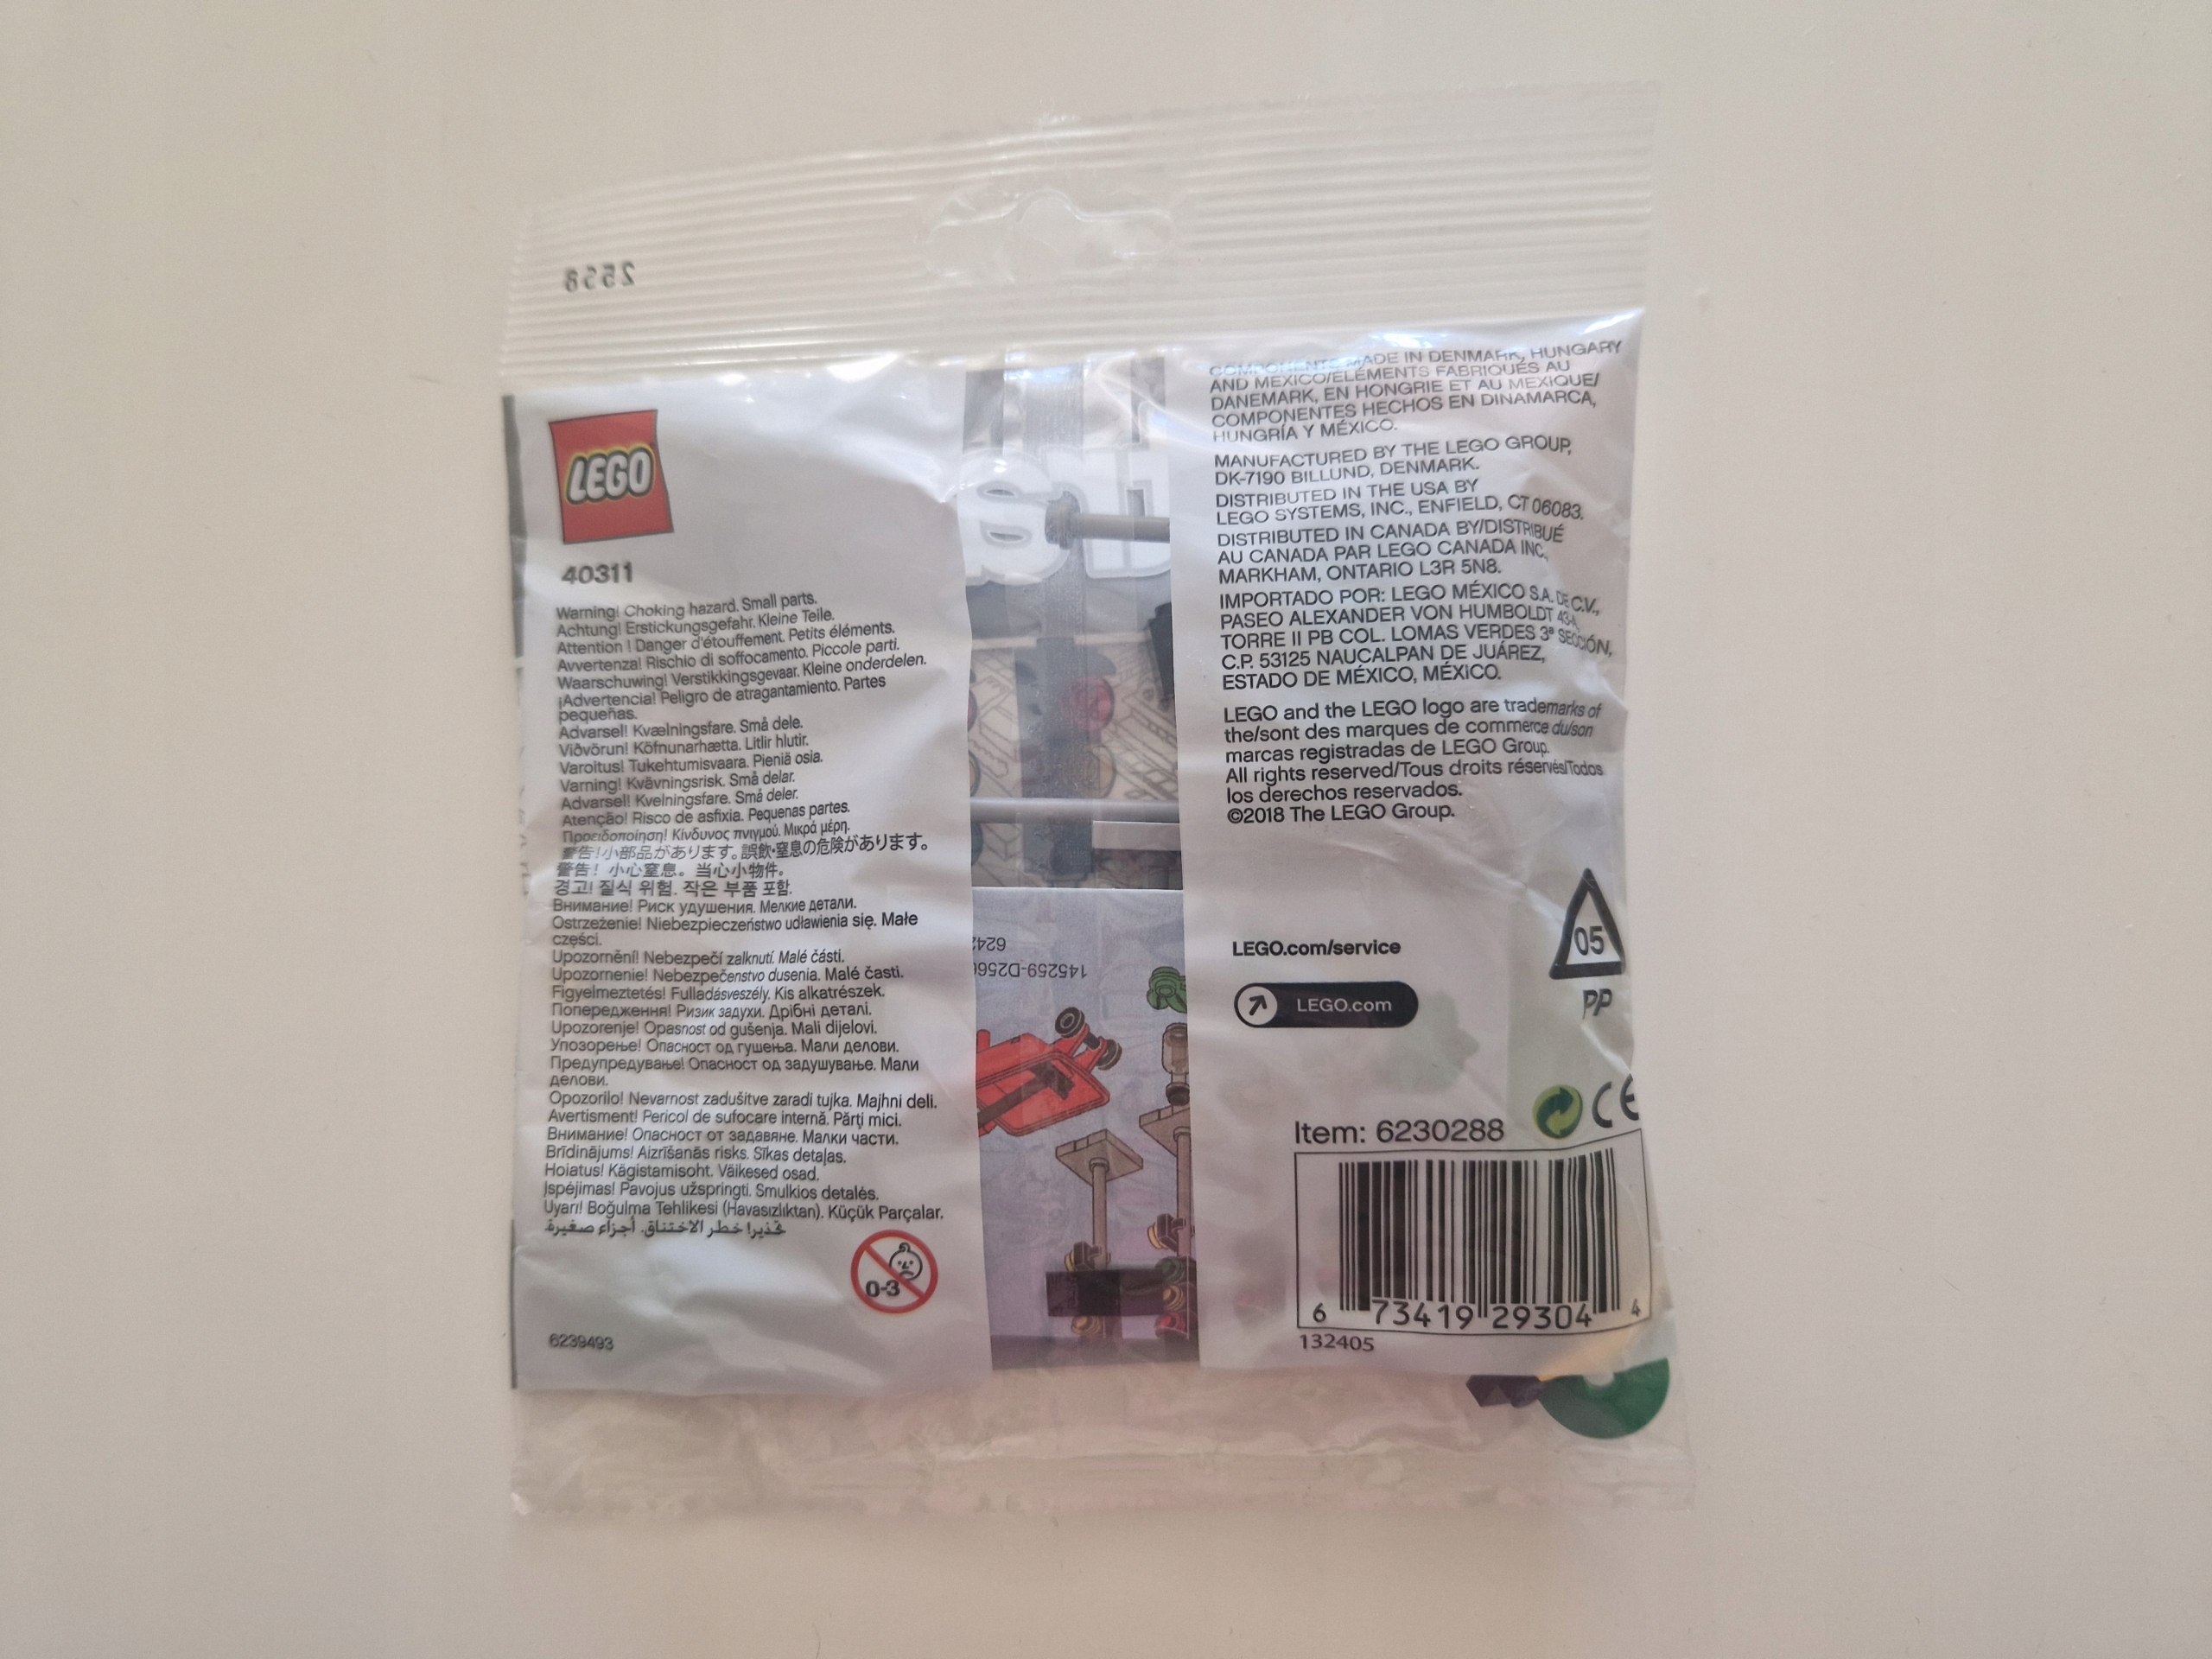 2558
LEGO
40311
Warning! Choking hazard. Small parts.
Achtung! Erstickungsgefahr. Kleine Teile.
Attention ! Danger d'étouffement. Petits éléments.
Avvertenza! Rischio di soffocamento. Piccole parti.
Waarschuwing! Verstikkingsgevaar. Kleine onderdelen.
¡Advertencia! Peligro de atragantamiento. Partes
pequeñas.
Advarsel! Kvælningsfare. Små dele.
Viðvörun! Köfnunarhætta. Litlir hlutir.
Varoitus! Tukehtumisvaara. Pieniä osia.
Varning! Kvävningsrisk. Små delar.
Advarsel! Kvelningsfare. Små deler.
Atenção! Risco de asfixia. Pequenas partes.
Προειδοποίηση! Κίνδυνος πνιγμού. Μικρά μέρη.
警告!小部品があります。誤飲・窒息の危険があります。
警告! 小心窒息。当心小物件。
경고! 질식 위험. 작은 부품 포함.
Внимание! Риск удушения. Мелкие детали.
Ostrzeżenie! Niebezpieczeństwo udławienia się. Małe
części.
Upozornění! Nebezpečí zalknutí. Malé části.
Upozornenie! Nebezpečenstvo dusenia. Malé časti.
Figyelmeztetés! Fulladásveszély. Kis alkatrészek.
Попередження! Ризик задухи. Дрібні деталі.
Upozorenje! Opasnost od gušenja. Mali dijelovi.
Упозорење! Опасност од гушења. Мали делови.
Предупредување! Опасност од задушување. Мали
делови.
Opozorilo! Nevarnost zadušitve zaradi tujka. Majhni deli.
Avertisment! Pericol de sufocare internă. Părţi mici.
Внимание! Опасност от задавяне. Малки части.
Brīdinājums! Aizrīšanās risks. Sīkas detaļas.
Hoiatus! Kägistamisoht. Väikesed osad.
Įspėjimas! Pavojus užspringti. Smulkios detalės.
Uyarı! Boğulma Tehlikesi (Havasızlıktan). Küçük Parçalar.
تحذير! خطر الاختناق. أجزاء صغيرة.
0-3
6239493
6242
145259-D256
COMPONENTS MADE IN DENMARK, HUNGARY
AND MEXICO/ÉLÉMENTS FABRIQUÉS AU
DANEMARK, EN HONGRIE ET AU MEXIQUE/
COMPONENTES HECHOS EN DINAMARCA,
HUNGRÍA Y MÉXICO.
MANUFACTURED BY THE LEGO GROUP,
DK-7190 BILLUND, DENMARK.
DISTRIBUTED IN THE USA BY
LEGO SYSTEMS, INC., ENFIELD, CT 06083.
DISTRIBUTED IN CANADA BY/DISTRIBUÉ
AU CANADA PAR LEGO CANADA INC.
MARKHAM, ONTARIO L3R 5N8.
IMPORTADO POR: LEGO MÉXICO S.A. DE C.V.,
PASEO ALEXANDER VON HUMBOLDT 43-A,
TORRE II PB COL. LOMAS VERDES 3ª SECCIÓN,
C.P. 53125 NAUCALPAN DE JUÁREZ,
ESTADO DE MÉXICO, MÉXICO.
LEGO and the LEGO logo are trademarks of
the/sont des marques de commerce du/son
marcas registradas de LEGO Group.
All rights reserved/Tous droits réservés/Todos
los derechos reservados.
©2018 The LEGO Group.
05
PP
LEGO.com/service
LEGO.com
CE
Item: 6230288
6 73419 29304 4
132405